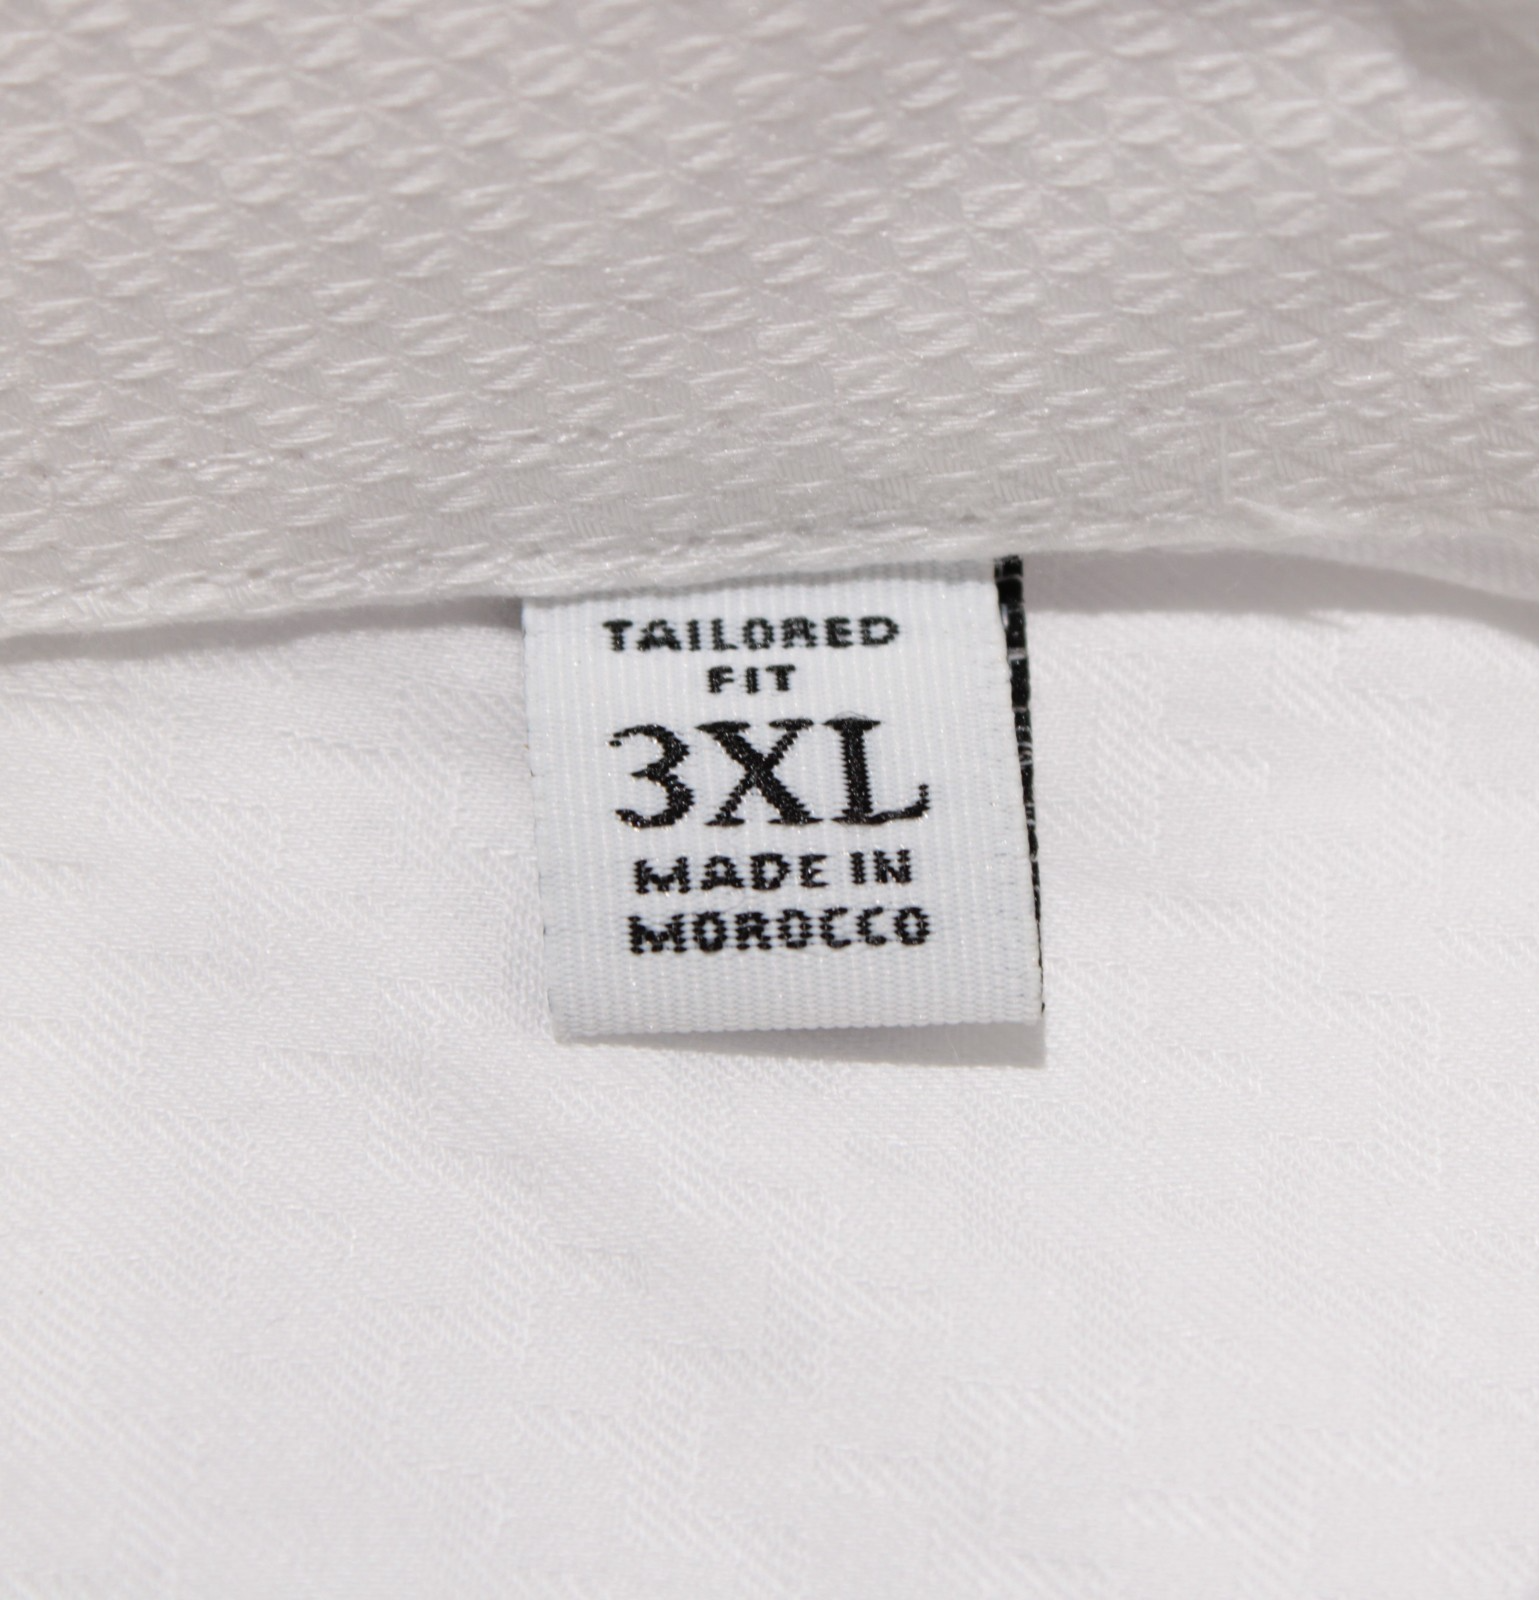 TAILORED
FIT
3XL
MADE IN
MOROCCO